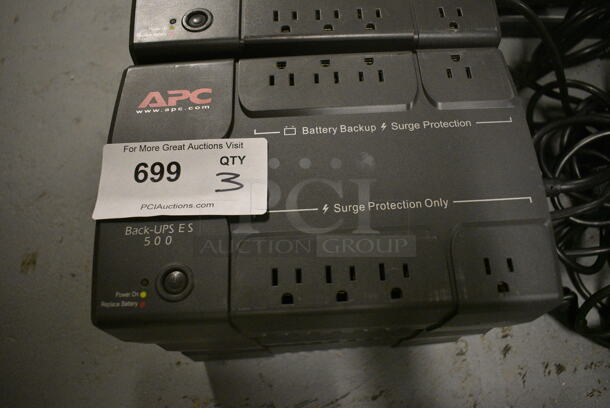 APC
www.apc.com
Battery Backup Surge Protection
For More Great Auctions Visit
699
QTY
3
PCIAuctions.com
PCI
AUCTION GROUP
Surge Protection Only
Back-UPS ES
500
Power On
Replace Battery